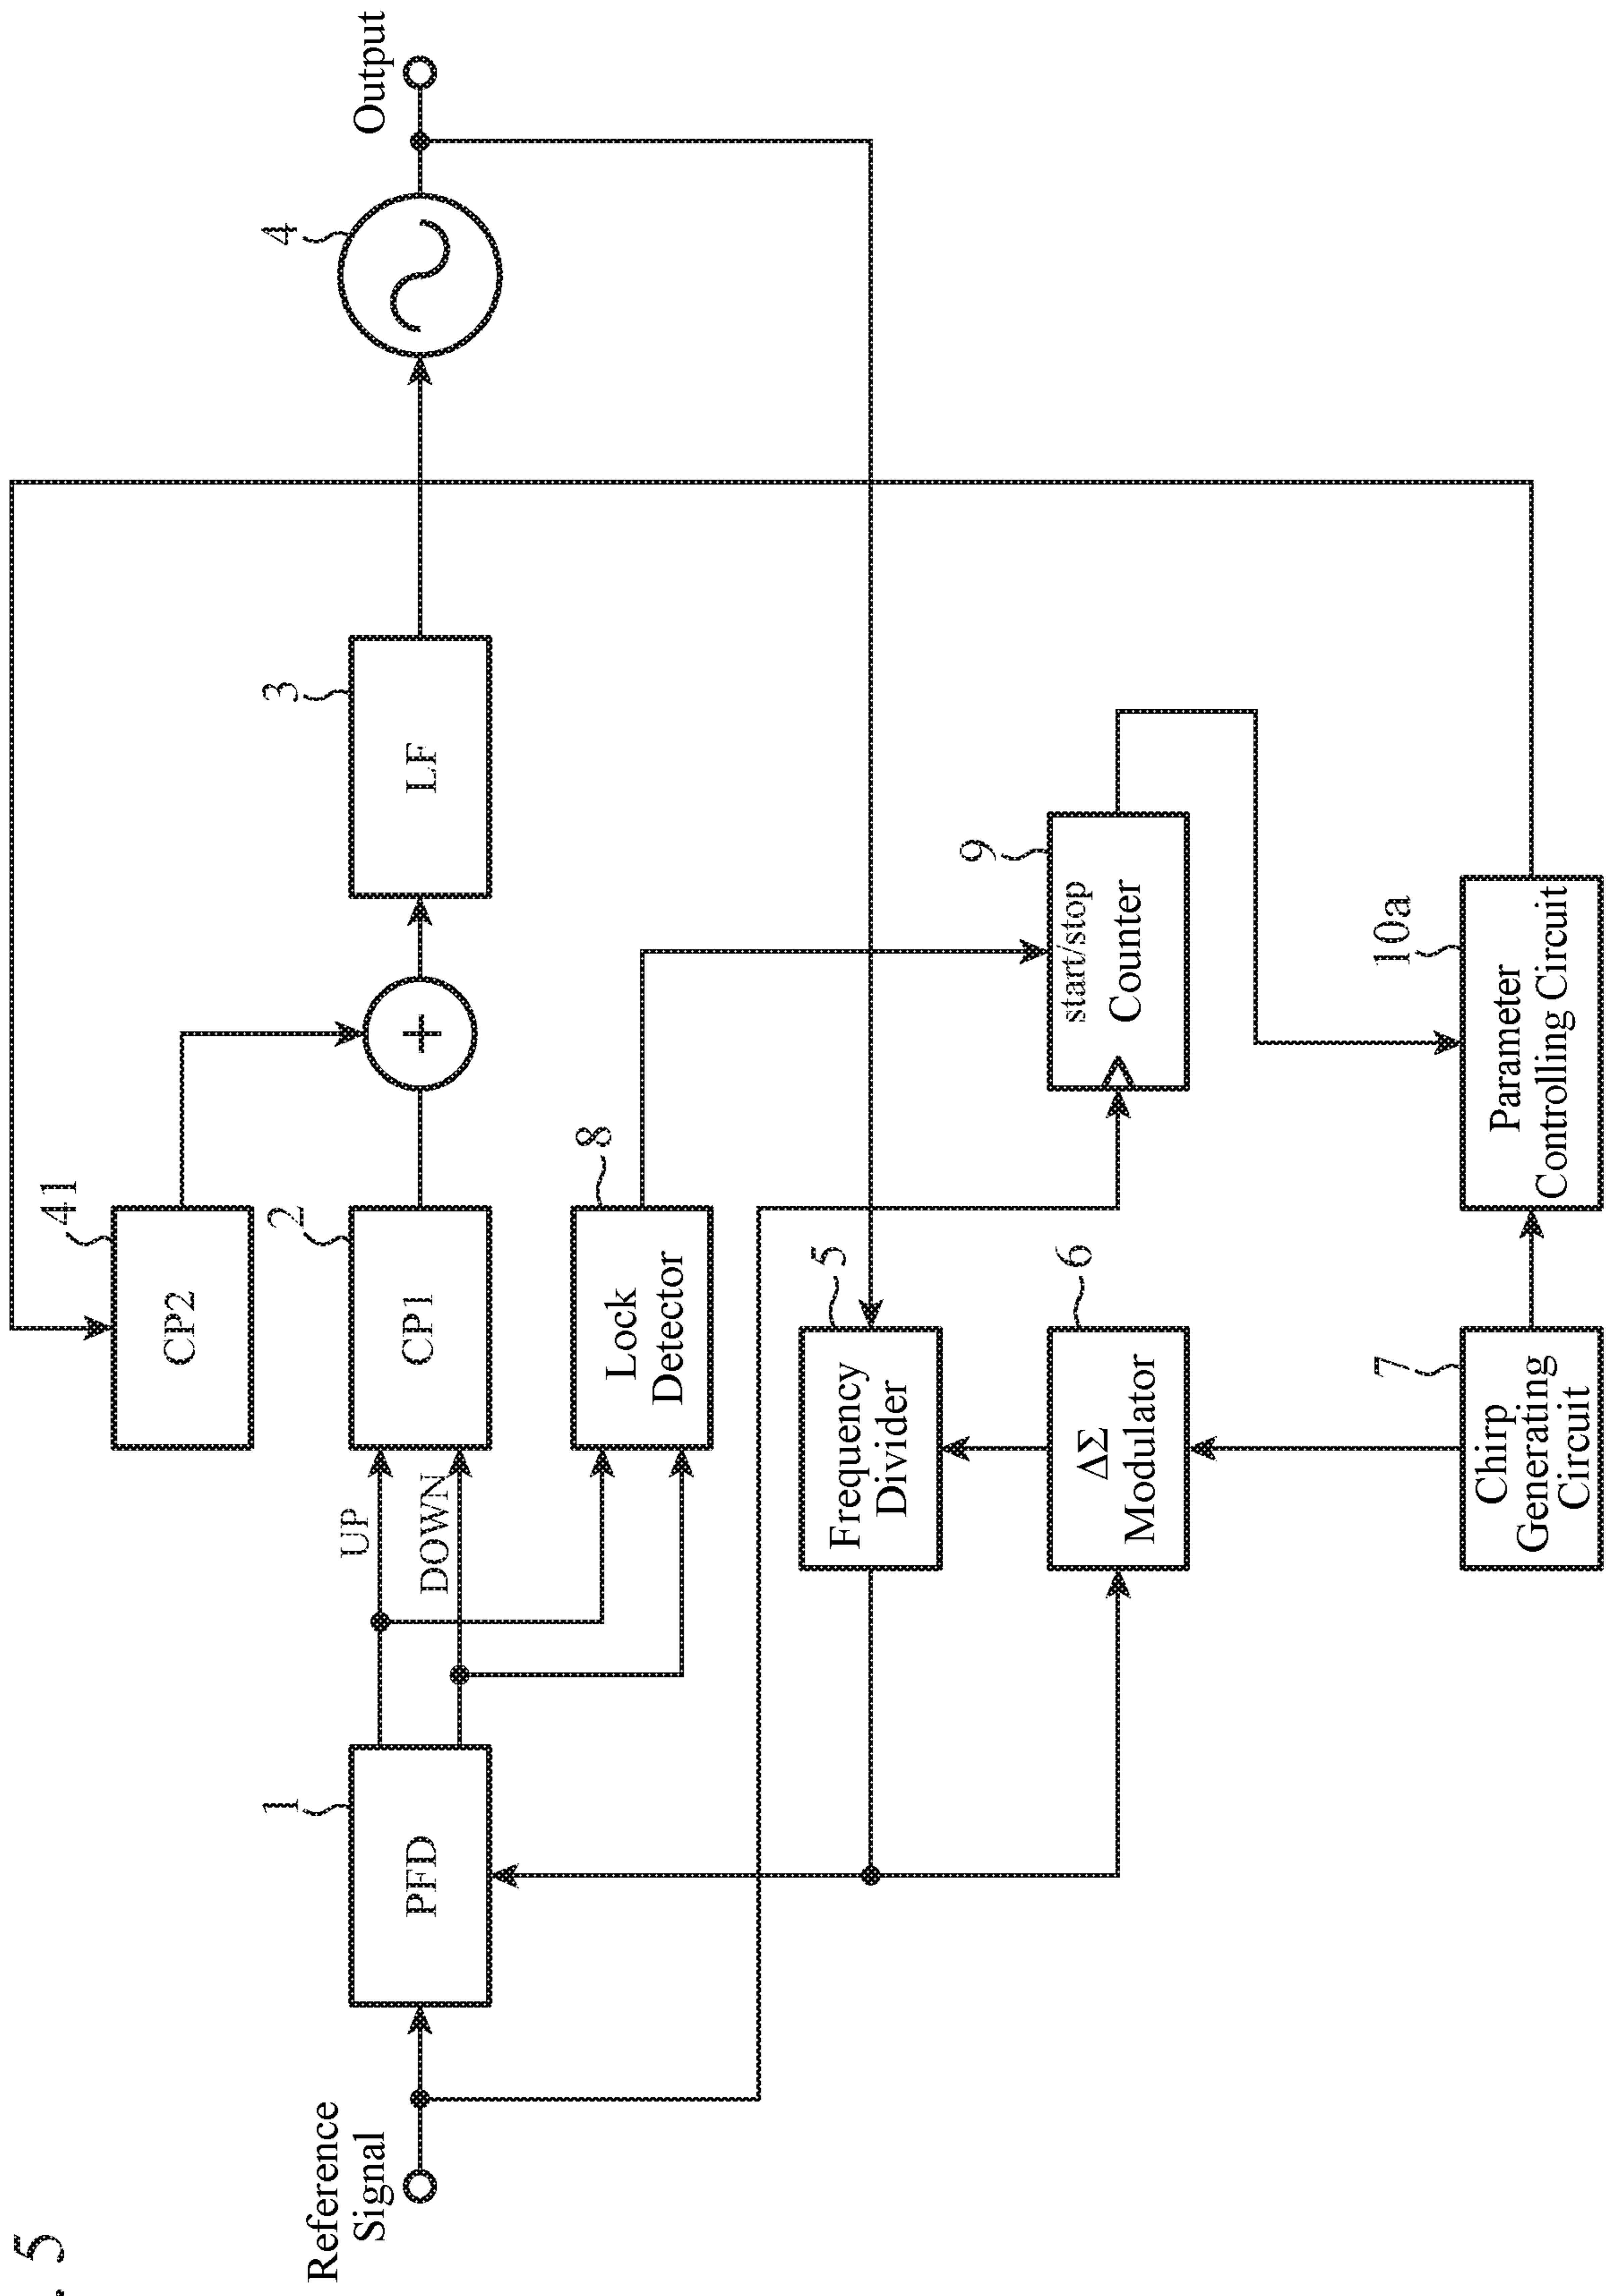 . 5
Reference
Signal
1
PFD
UP
DOWN
41
CP2
2
CP1
8
Lock
Detector
+
3
LF
4
Output
5
Frequency
Divider
6
ΔΣ
Modulator
9
start/stop
Counter
7
Chirp
Generating
Circuit
10a
Parameter
Controlling Circuit